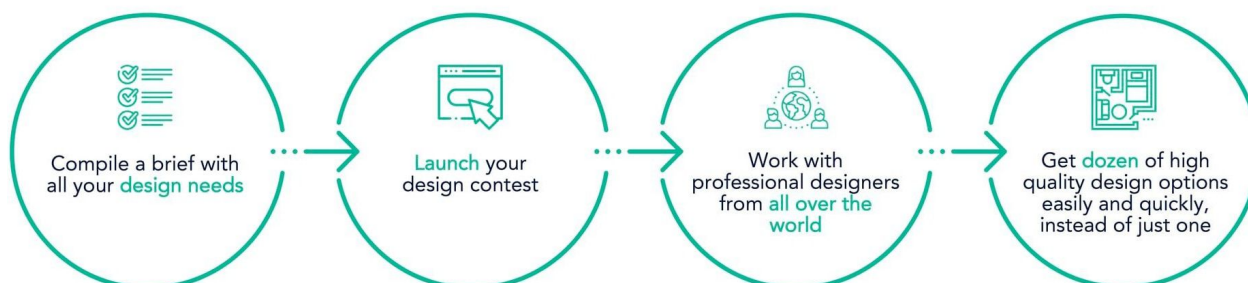 Compile a brief with
all your design needs
Launch your
design contest
Work with
professional designers
from all over the
world
Get dozen of high
quality design options
easily and quickly,
instead of just one